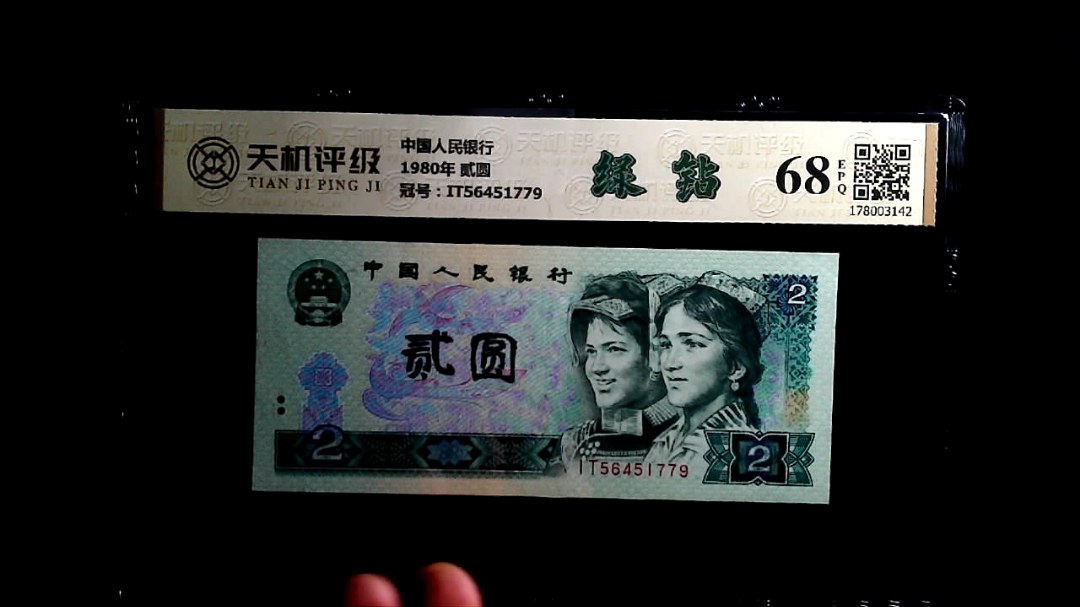 天机评级
TIAN JI PING JI
中国人民银行
1980年 贰圆
冠号：IT56451779
绿钻
68
EPQ
178003142
中国人民银行
2
贰圆
2
IT56451779
2